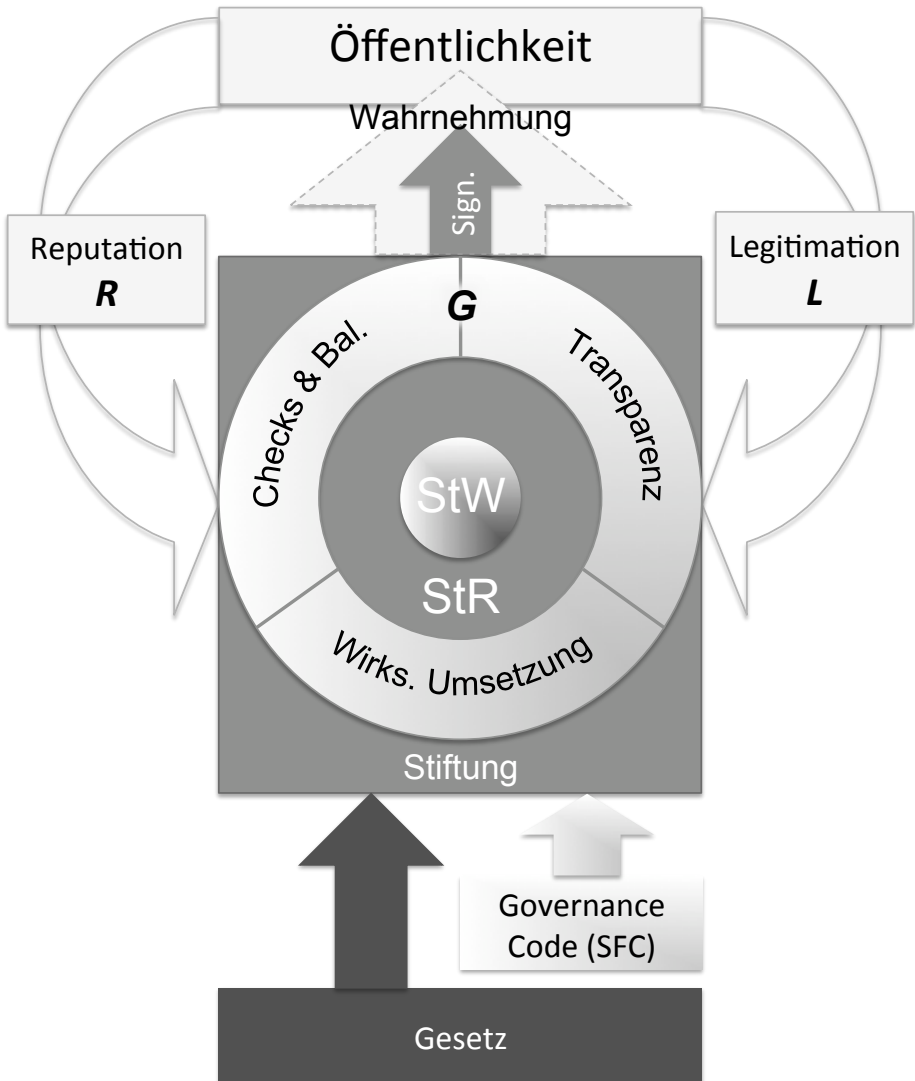 Öffentlichkeit
Wahrnehmung
Sign.
Reputation
R
Legitimation
L
G
Checks & Bal.
Transparenz
StW
StR
Wirks. Umsetzung
Stiftung
Governance
Code (SFC)
Gesetz